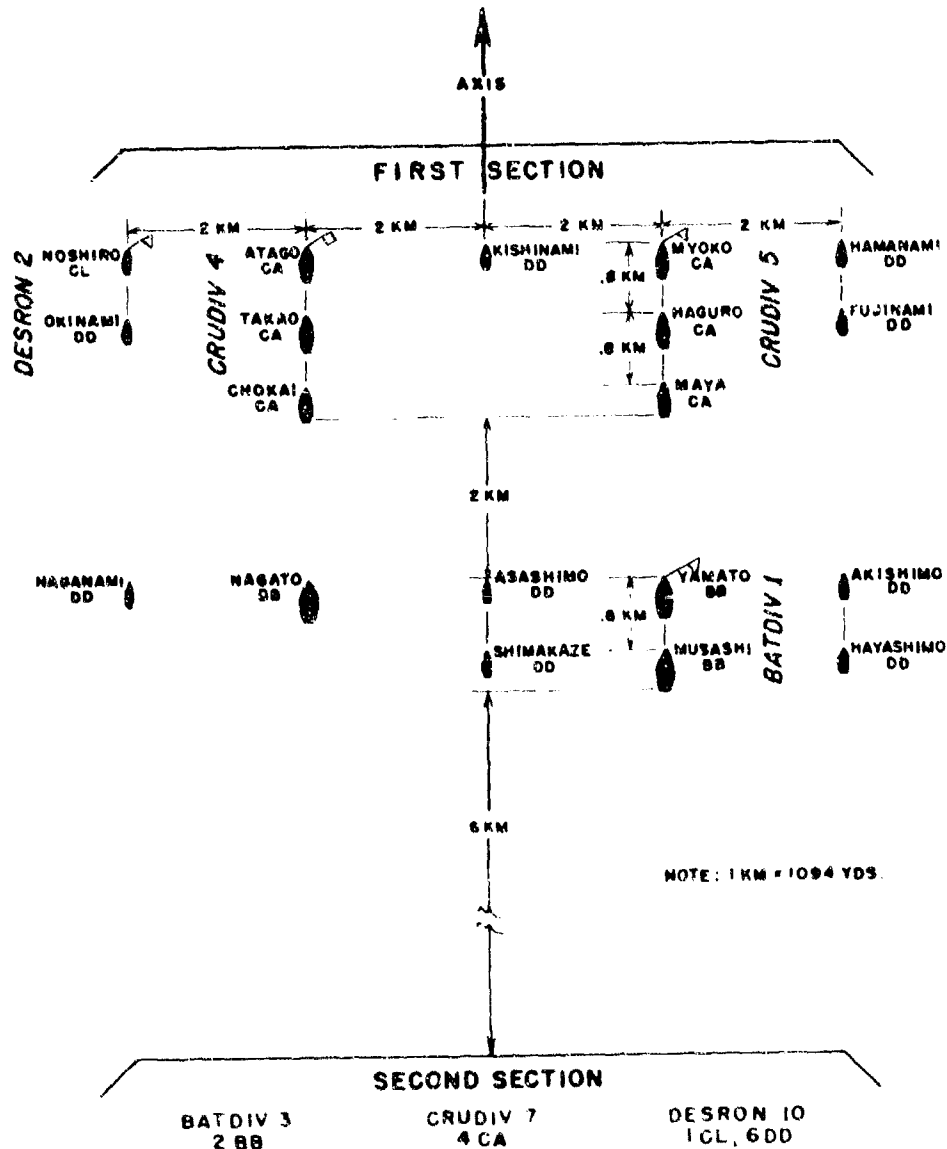 AXIS
FIRST SECTION
2 KM 2 KM 2 KM 2 KM
NOSHIRO
CL
ATAGO
CA
KISHINAMI
DD
MYOKO
CA
HAMANAMI
DD
DESRON 2
OKINAMI
DD
CRUDIV 4
TAKAO
CA
.8 KM
HAGURO
CA
CRUDIV 5
FUJINAMI
DD
CHOKAI
CA
.8 KM
MAYA
CA
2 KM
NAGANAMI
DD
NAGATO
BB
ASASHIMO
DD
YAMATO
BB
AKISHIMO
DD
.8 KM
SHIMAKAZE
DD
MUSASHI
BB
BATDIV 1
HAYASHIMO
DD
6 KM
NOTE: 1 KM = 1094 YDS.
SECOND SECTION
BATDIV 3
2 BB
CRUDIV 7
4 CA
DESRON 10
1 CL, 6 DD